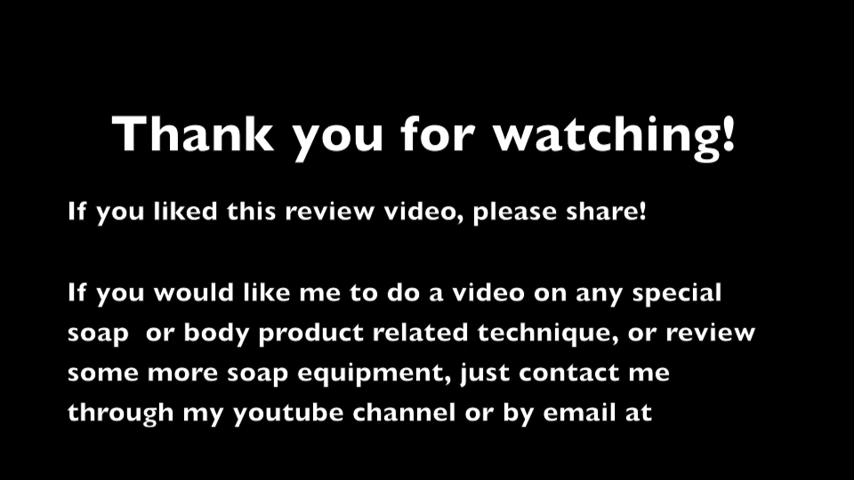 Thank you for watching!
If you liked this review video, please share!
If you would like me to do a video on any special
soap  or body product related technique, or review
some more soap equipment, just contact me
through my youtube channel or by email at